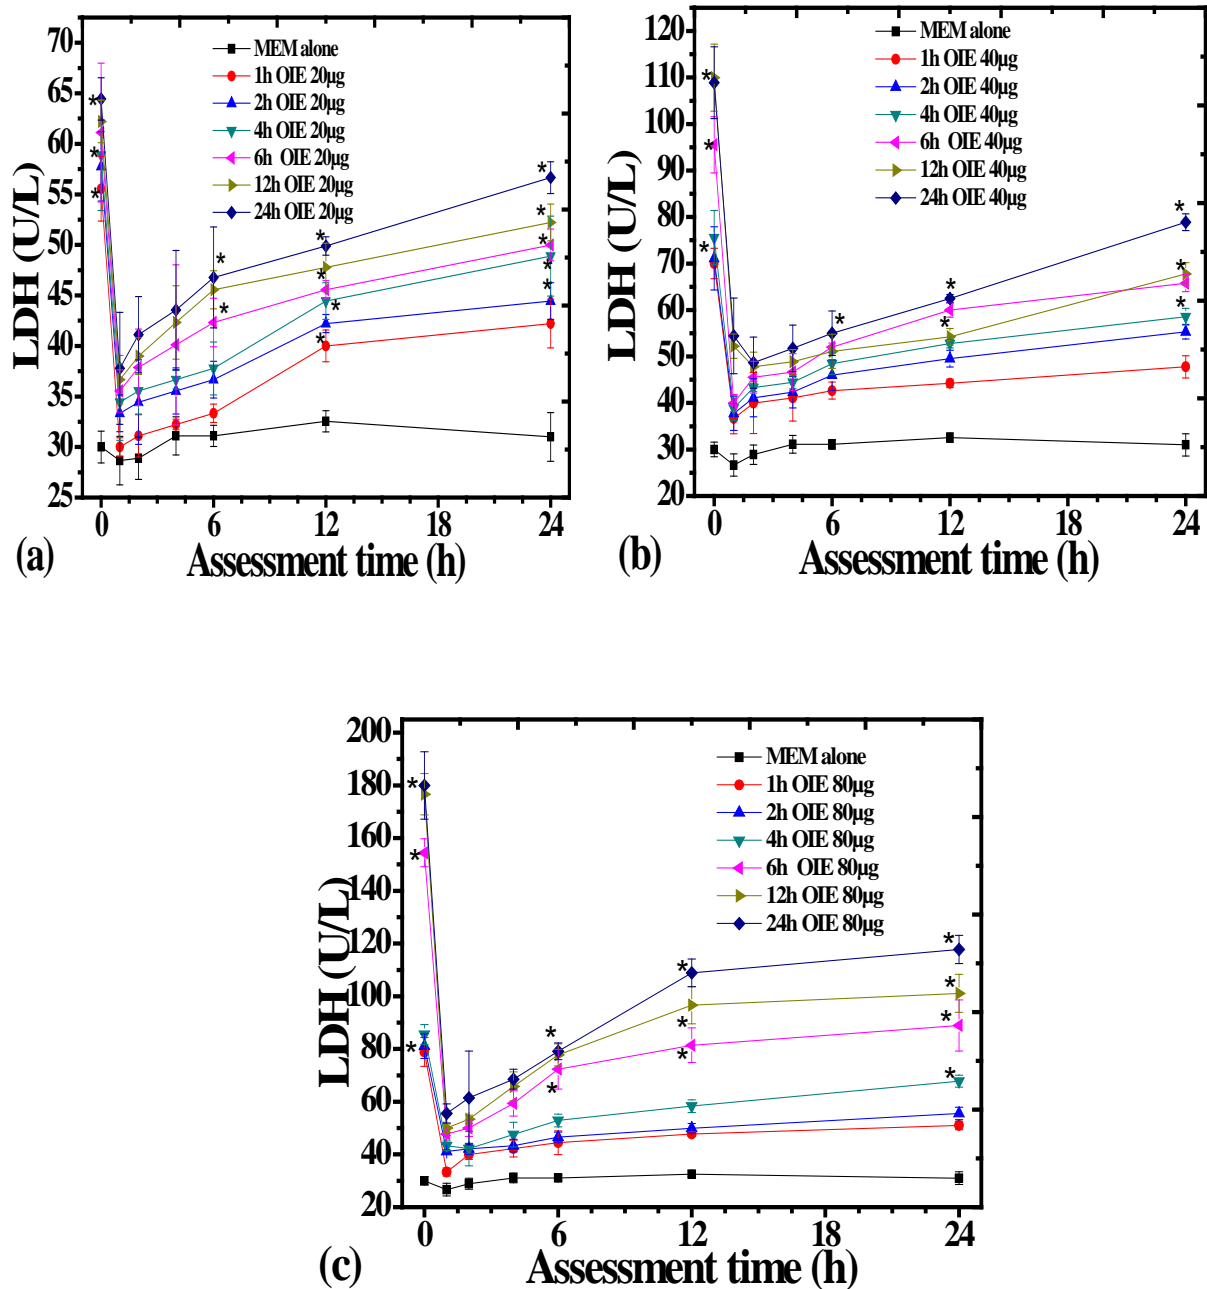 LDH (U/L)
70
65
60
55
50
45
40
35
30
25
MEM alone
1h OIE 20µg
2h OIE 20µg
4h OIE 20µg
6h OIE 20µg
12h OIE 20µg
24h OIE 20µg
* * * * * * * * * * * * * *
0 6 12 18 24
(a) Assessment time (h)
LDH (U/L)
120
110
100
90
80
70
60
50
40
30
20
MEM alone
1h OIE 40µg
2h OIE 40µg
4h OIE 40µg
6h OIE 40µg
12h OIE 40µg
24h OIE 40µg
* * * * * * * * *
0 6 12 18 24
(b) Assessment time (h)
LDH (U/L)
200
180
160
140
120
100
80
60
40
20
MEM alone
1h OIE 80µg
2h OIE 80µg
4h OIE 80µg
6h OIE 80µg
12h OIE 80µg
24h OIE 80µg
* * * * * * * * * * * *
0 6 12 18 24
(c) Assessment time (h)